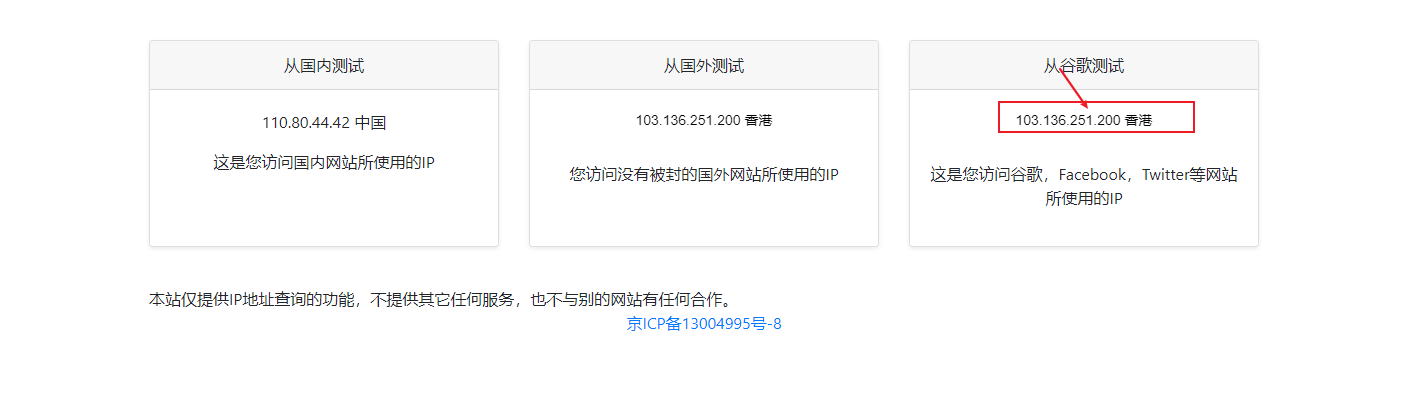 从国内测试
110.80.44.42 中国
这是您访问国内网站所使用的IP
从国外测试
103.136.251.200 香港
您访问没有被封的国外网站所使用的IP
从谷歌测试
103.136.251.200 香港
这是您访问谷歌，Facebook，Twitter等网站
所使用的IP
本站仅提供IP地址查询的功能，不提供其它任何服务，也不与别的网站有任何合作。
京ICP备13004995号-8